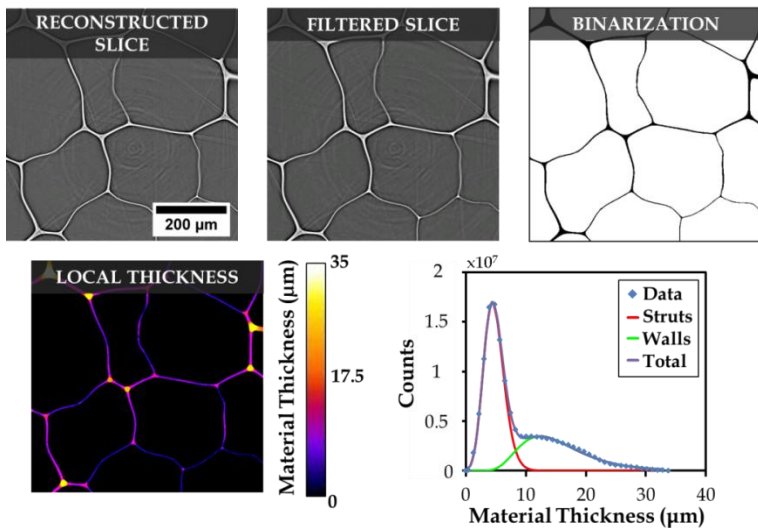 RECONSTRUCTED
SLICE
FILTERED SLICE
BINARIZATION
200 µm
LOCAL THICKNESS
35
17.5
0
Material Thickness (µm)
×10⁷
2
1.5
1
0.5
0
Counts
Data
Struts
Walls
Total
0 10 20 30 40
Material Thickness (µm)